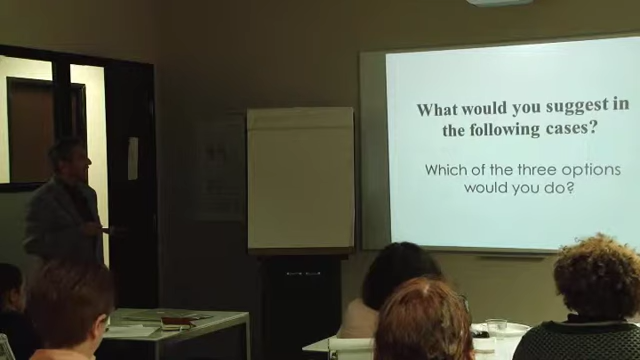 What would you suggest in
the following cases?
Which of the three options
would you do?